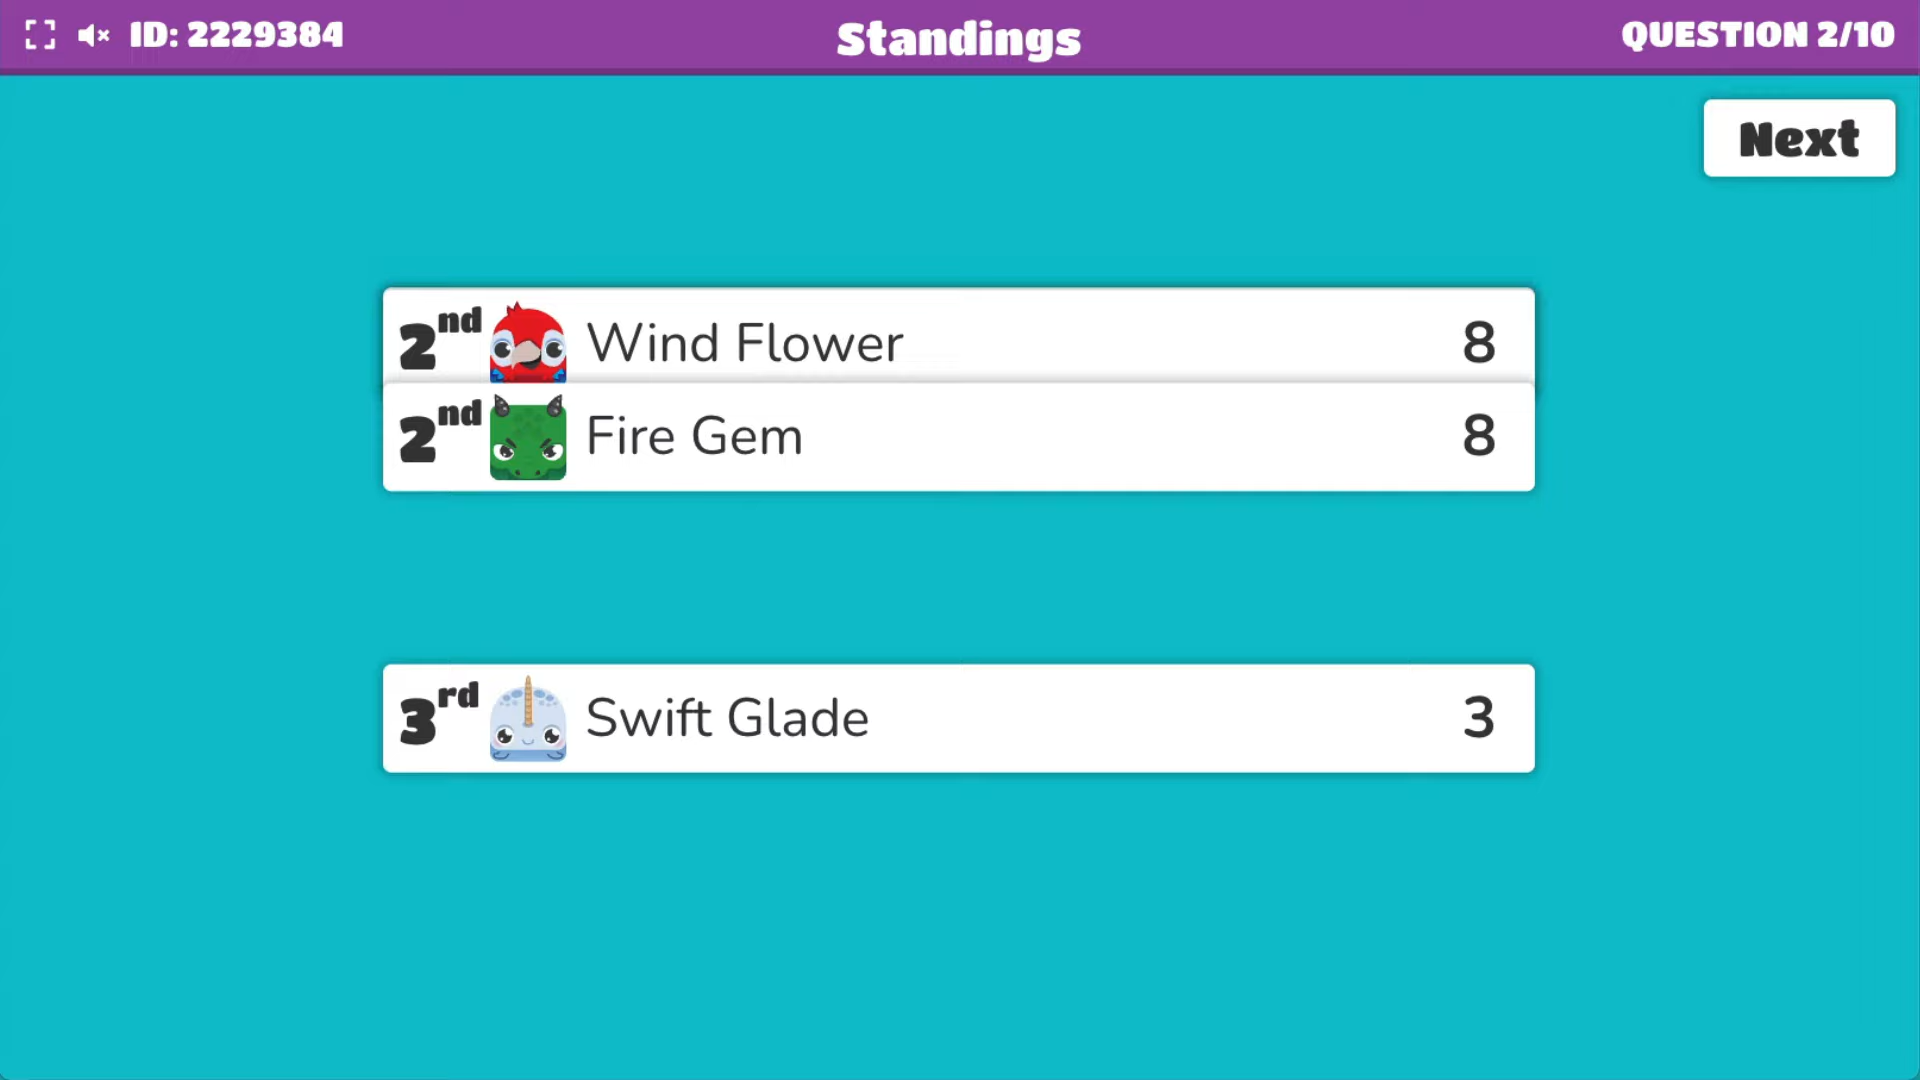 ID: 2229384
Standings
QUESTION 2/10
Next
2nd Wind Flower 8
2nd Fire Gem 8
3rd Swift Glade 3